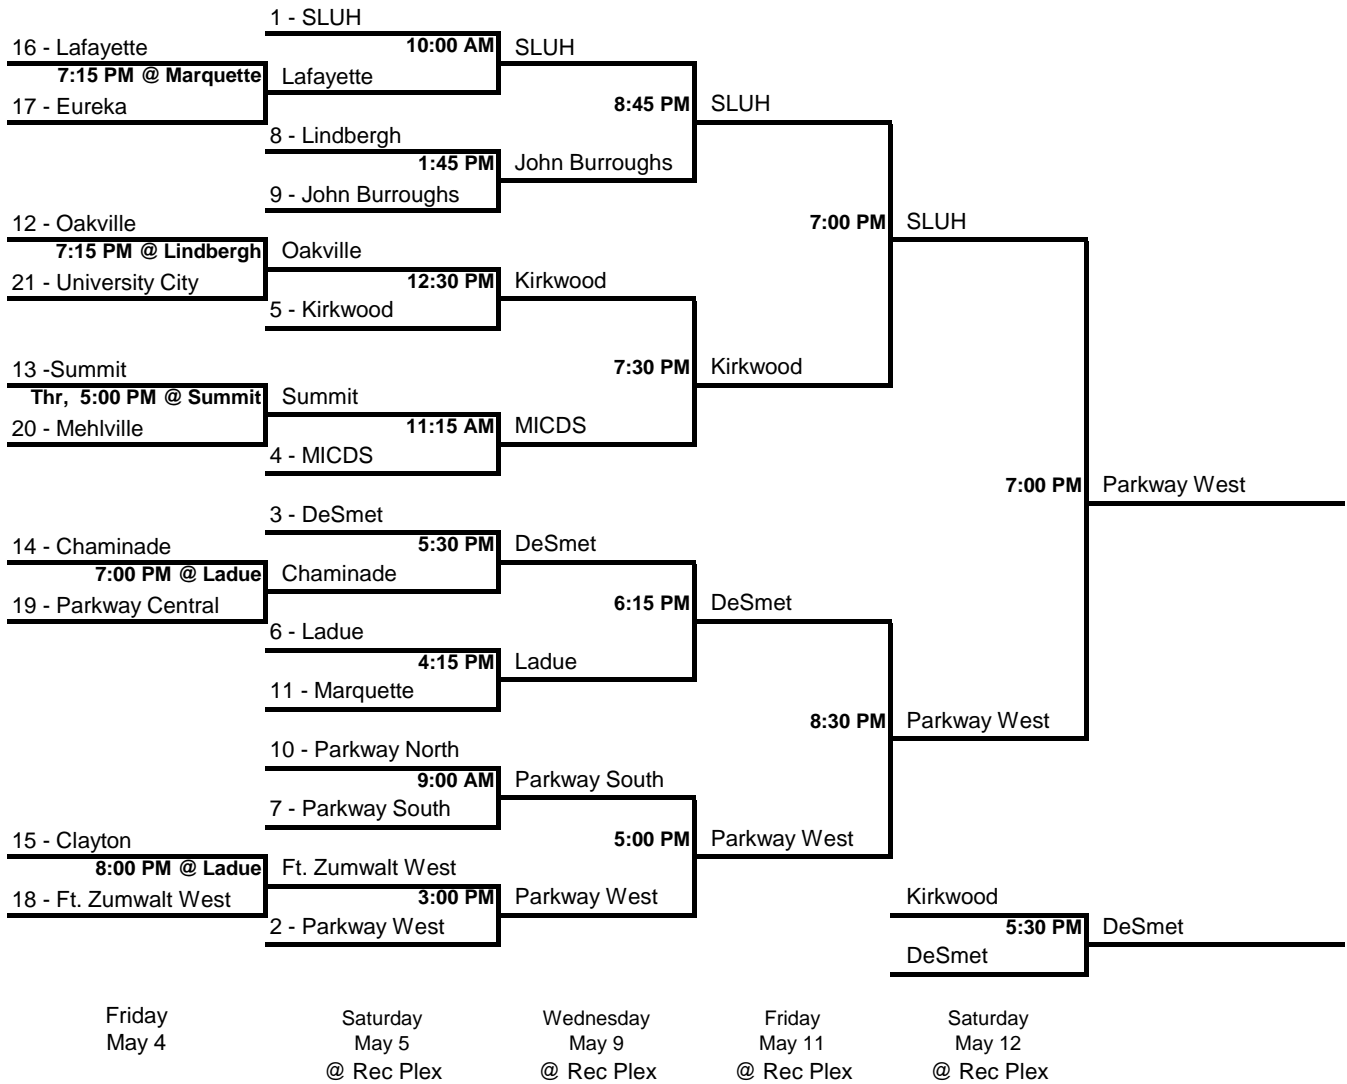 1 - SLUH
16 - Lafayette
10:00 AM
SLUH
7:15 PM @ Marquette
Lafayette
17 - Eureka
8:45 PM
SLUH
8 - Lindbergh
1:45 PM
John Burroughs
9 - John Burroughs
12 - Oakville
7:00 PM
SLUH
7:15 PM @ Lindbergh
Oakville
21 - University City
12:30 PM
Kirkwood
5 - Kirkwood
13 -Summit
7:30 PM
Kirkwood
Thr,  5:00 PM @ Summit
Summit
20 - Mehlville
11:15 AM
MICDS
4 - MICDS
7:00 PM
Parkway West
3 - DeSmet
14 - Chaminade
5:30 PM
DeSmet
7:00 PM @ Ladue
Chaminade
19 - Parkway Central
6:15 PM
DeSmet
6 - Ladue
4:15 PM
Ladue
11 - Marquette
8:30 PM
Parkway West
10 - Parkway North
9:00 AM
Parkway South
7 - Parkway South
15 - Clayton
5:00 PM
Parkway West
8:00 PM @ Ladue
Ft. Zumwalt West
18 - Ft. Zumwalt West
3:00 PM
Parkway West
Kirkwood
2 - Parkway West
5:30 PM
DeSmet
DeSmet
Friday
May 4
Saturday
May 5
@ Rec Plex
Wednesday
May 9
@ Rec Plex
Friday
May 11
@ Rec Plex
Saturday
May 12
@ Rec Plex